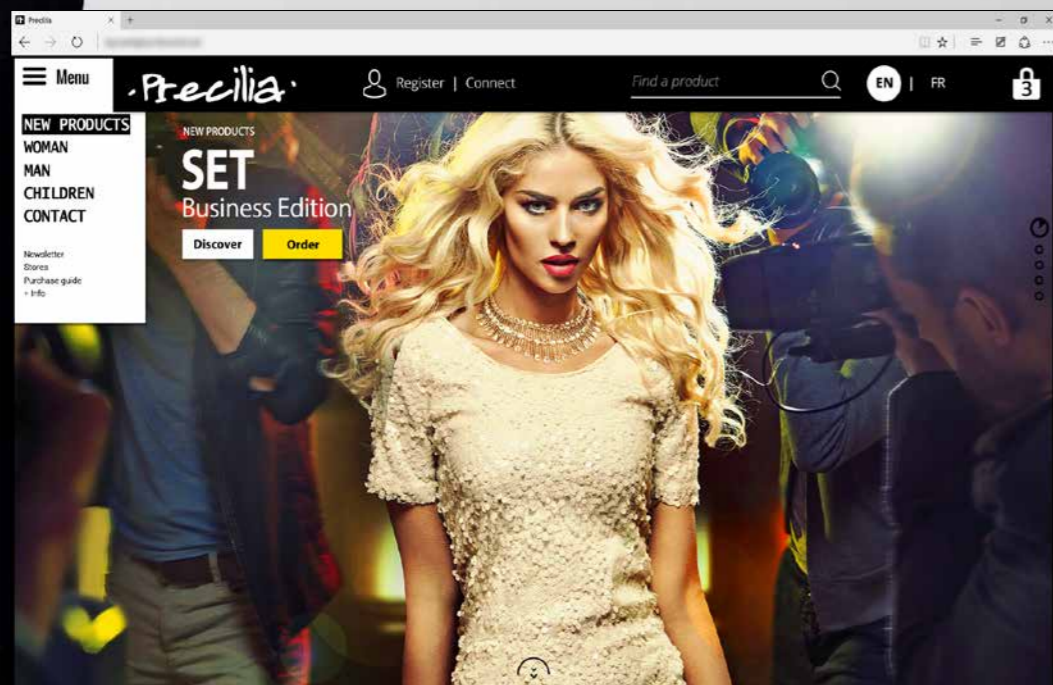 Precilia
Menu
Precilia
Register | Connect
Find a product
EN | FR
3
NEW PRODUCTS
WOMAN
MAN
CHILDREN
CONTACT
Newsletter
Stores
Purchase guide
+ Info
NEW PRODUCTS
SET
Business Edition
Discover
Order